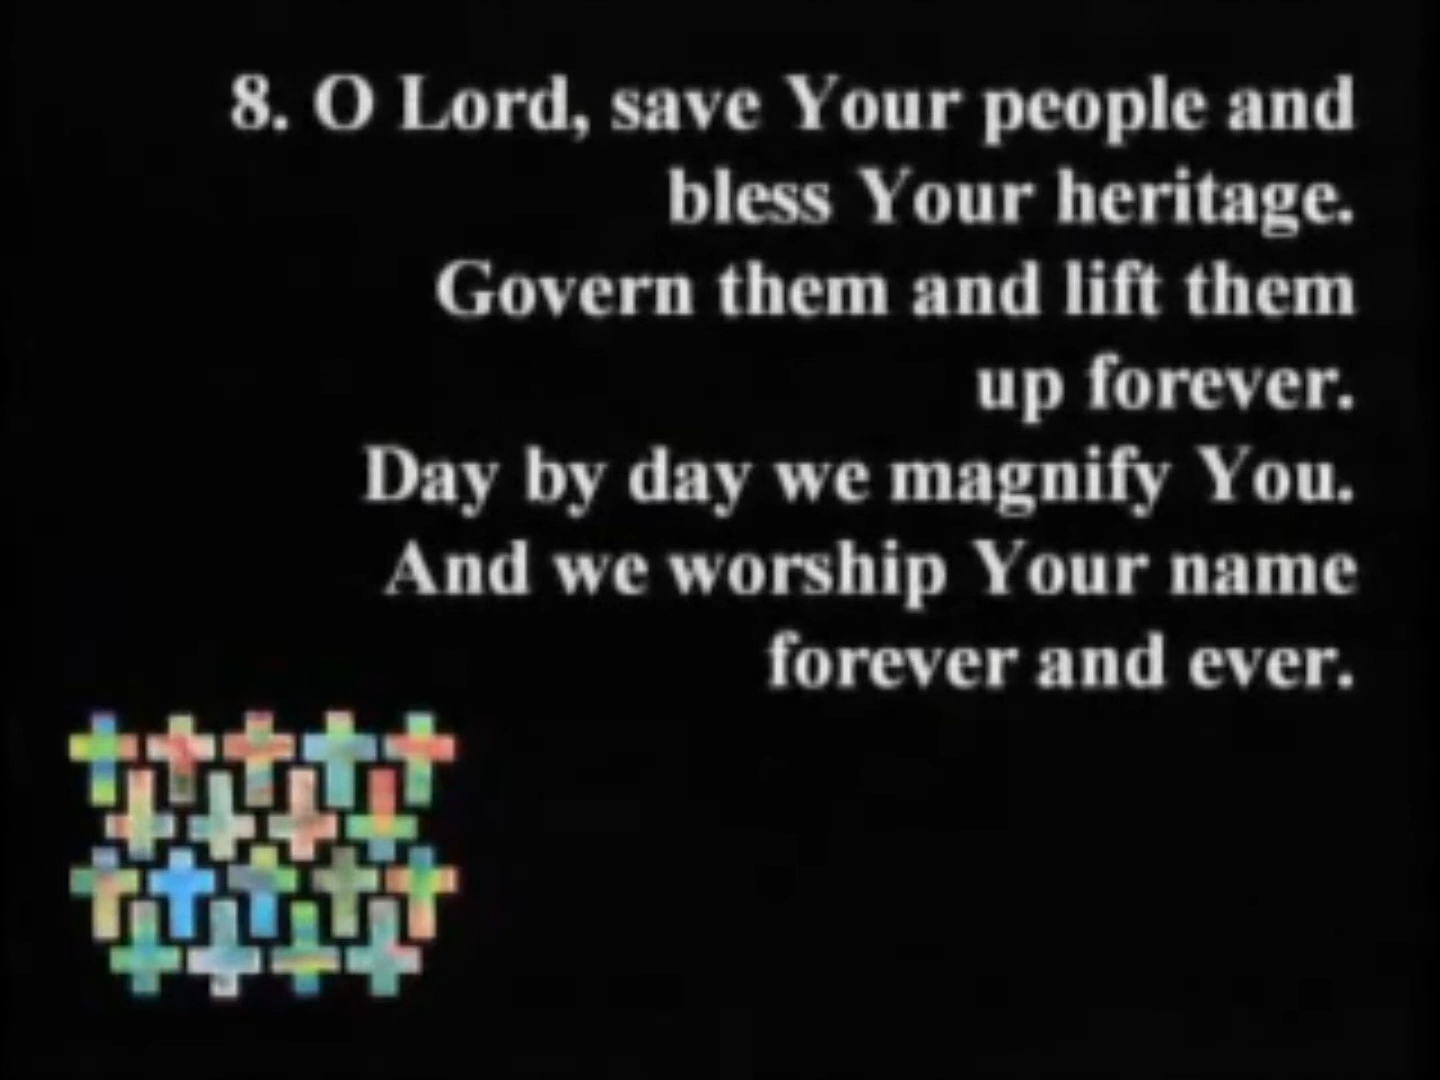 8. O Lord, save Your people and
bless Your heritage.
Govern them and lift them
up forever.
Day by day we magnify You.
And we worship Your name
forever and ever.